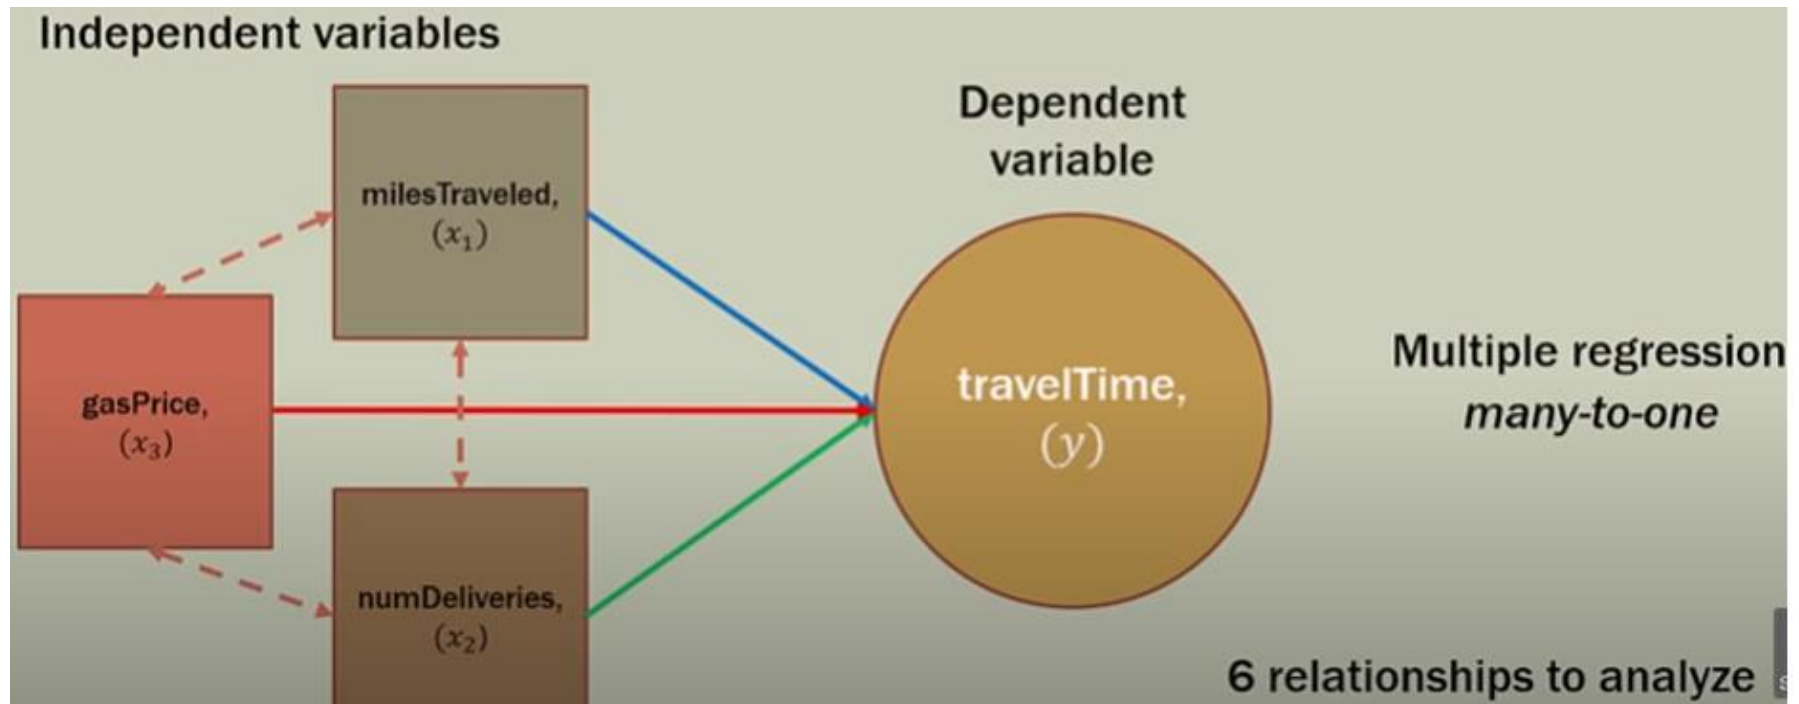 Independent variables
milesTraveled,
(x₁)
Dependent
variable
gasPrice,
(x₃)
travelTime,
(y)
Multiple regression
many-to-one
numDeliveries,
(x₂)
6 relationships to analyze